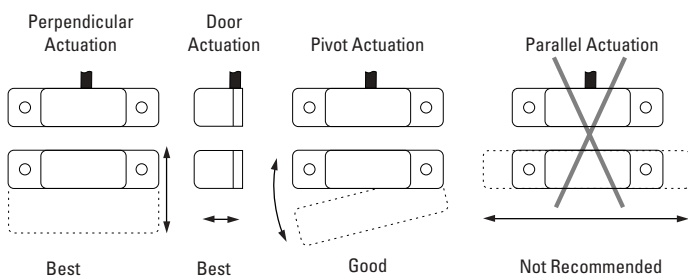 Perpendicular
Actuation
Door
Actuation
Pivot Actuation
Parallel Actuation
Best
Best
Good
Not Recommended